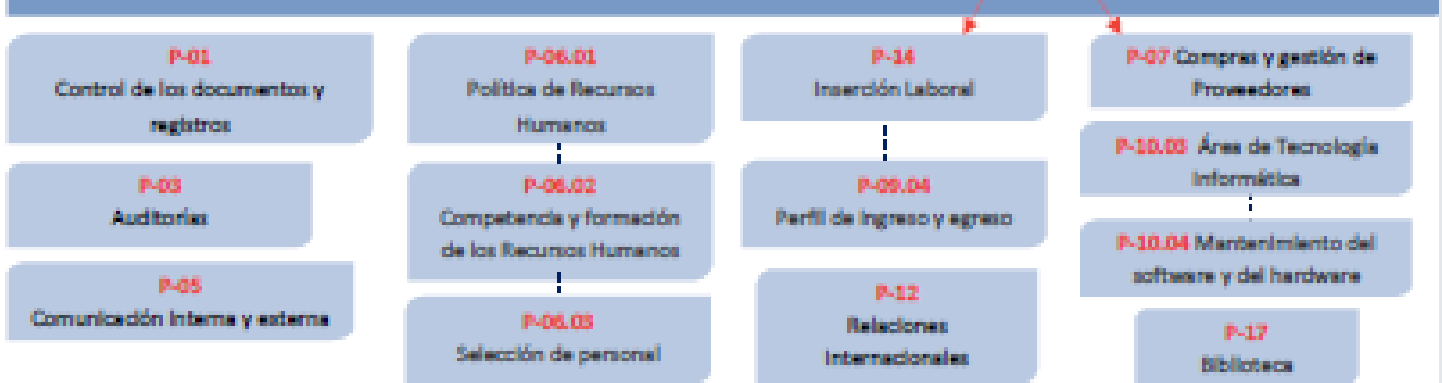 P-01
Control de los documentos y
registros
P-03
Auditorías
P-05
Comunicación interna y externa
P-06.01
Política de Recursos
Humanos
P-06.02
Competencia y formación
de los Recursos Humanos
P-06.03
Selección de personal
P-14
Inserción Laboral
P-09.04
Perfil de ingreso y egreso
P-12
Relaciones
Internacionales
P-07 Compras y gestión de
Proveedores
P-10.03 Área de Tecnología
Informática
P-10.04 Mantenimiento del
software y del hardware
P-17
Biblioteca